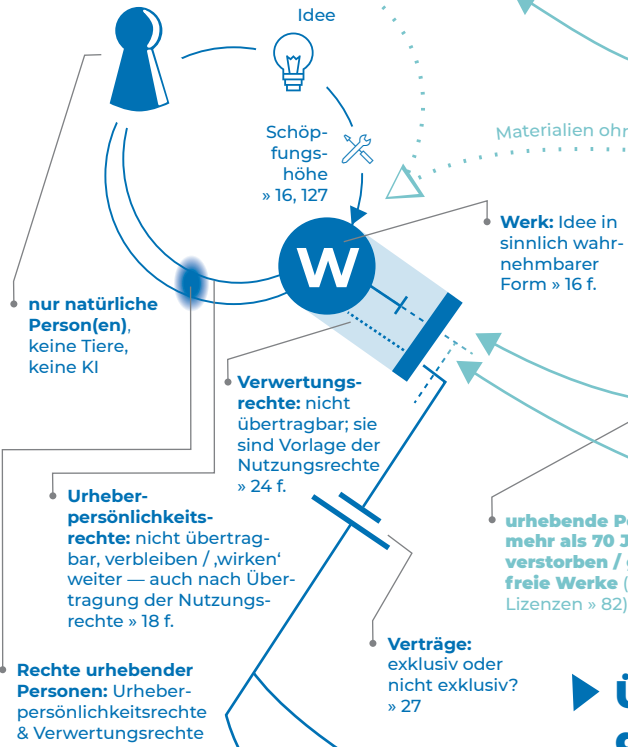 Idee
Schöp-
fungs-
höhe
» 16, 127
Materialien
W
Werk: Idee in
sinnlich wahr-
nehmbarer
Form » 16 f.
nur natürliche
Person(en),
keine Tiere,
keine KI
Verwertungs-
rechte: nicht
übertragbar; sie
sind Vorlage der
Nutzungsrechte
» 24 f.
Urheber-
persönlichkeits-
rechte: nicht übertrag-
bar, verbleiben / ‚wirken‘
weiter — auch nach Über-
tragung der Nutzungs-
rechte » 18 f.
urhebende
mehr als 70
verstorben /
freie Werke (
Lizenzen » 82)
Verträge:
exklusiv oder
nicht exklusiv?
» 27
Rechte urhebender
Personen: Urheber-
persönlichkeitsrechte
& Verwertungsrechte